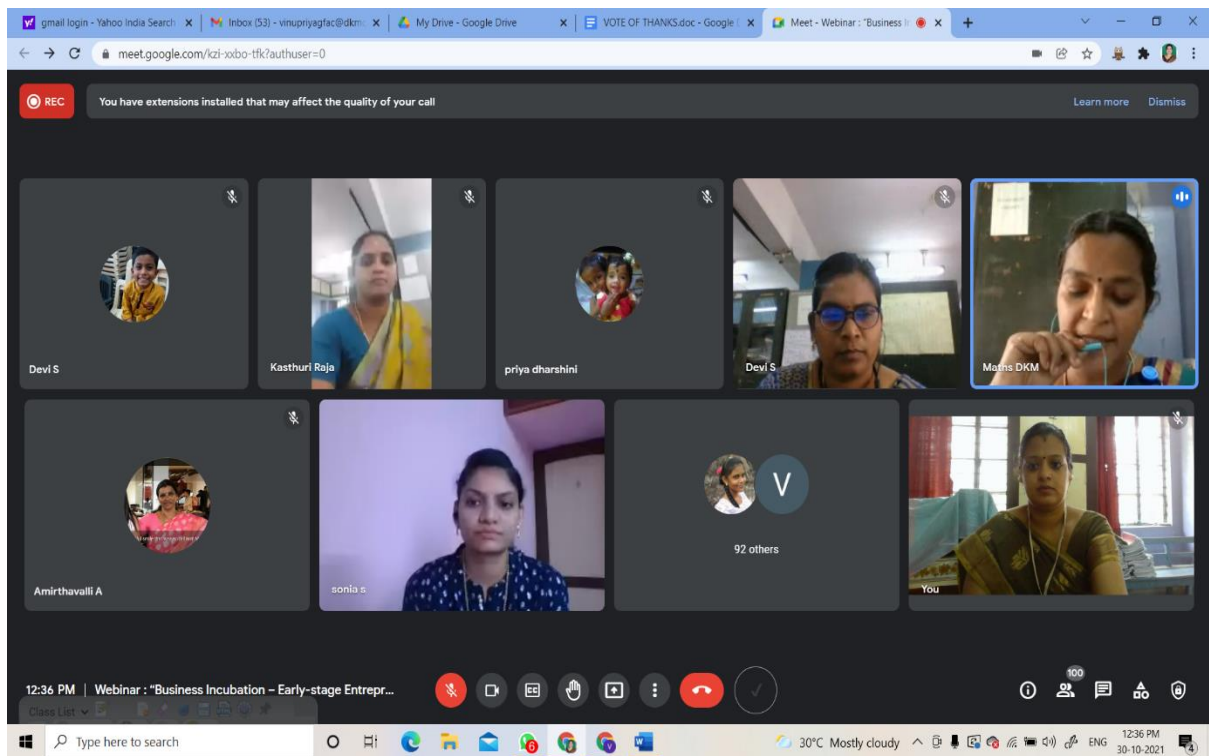 gmail login - Yahoo India Search
Inbox (53) - vinupriyagfac@dkm
My Drive - Google Drive
VOTE OF THANKS.doc - Google
Meet - Webinar : "Business I
meet.google.com/kzi-xxbo-tfk?authuser=0
REC
You have extensions installed that may affect the quality of your call
Learn more
Dismiss
Devi S
Kasthuri Raja
priya dharshini
Devi S
Maths DKM
Amirthavalli A
sonia s
V
92 others
You
12:36 PM | Webinar : "Business Incubation – Early-stage Entrepr...
CC
100
Class List
Type here to search
30°C Mostly cloudy
ENG
12:36 PM
30-10-2021